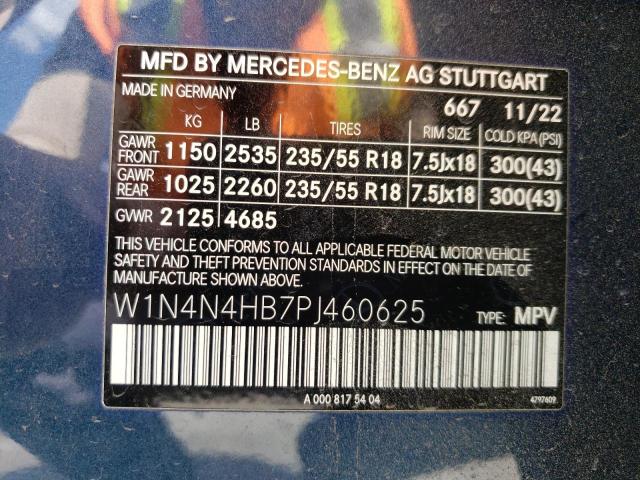 MFD BY MERCEDES-BENZ AG STUTTGART
MADE IN GERMANY 667 11/22
KG LB TIRES RIM SIZE COLD KPA (PSI)
GAWR FRONT 1150 2535 235/55 R18 7.5Jx18 300(43)
GAWR REAR 1025 2260 235/55 R18 7.5Jx18 300(43)
GVWR 2125 4685
THIS VEHICLE CONFORMS TO ALL APPLICABLE FEDERAL MOTOR VEHICLE
SAFETY AND THEFT PREVENTION STANDARDS IN EFFECT ON THE DATE
OF MANUFACTURE SHOWN ABOVE.
W1N4N4HB7PJ460625 TYPE: MPV
A 000 817 54 04 4797609